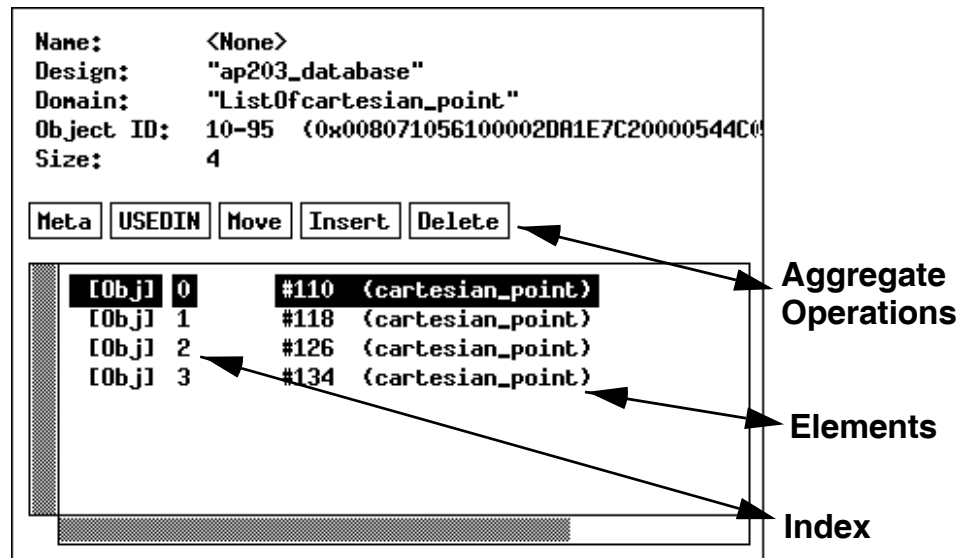 Name: <None>
Design: "ap203_database"
Domain: "ListOfcartesian_point"
Object ID: 10-95 (0x008071056100002DA1E7C20000544C
Size: 4
Meta USEDIN Move Insert Delete
[Obj] 0 #110 (cartesian_point)
[Obj] 1 #118 (cartesian_point)
[Obj] 2 #126 (cartesian_point)
[Obj] 3 #134 (cartesian_point)
Aggregate
Operations
Elements
Index